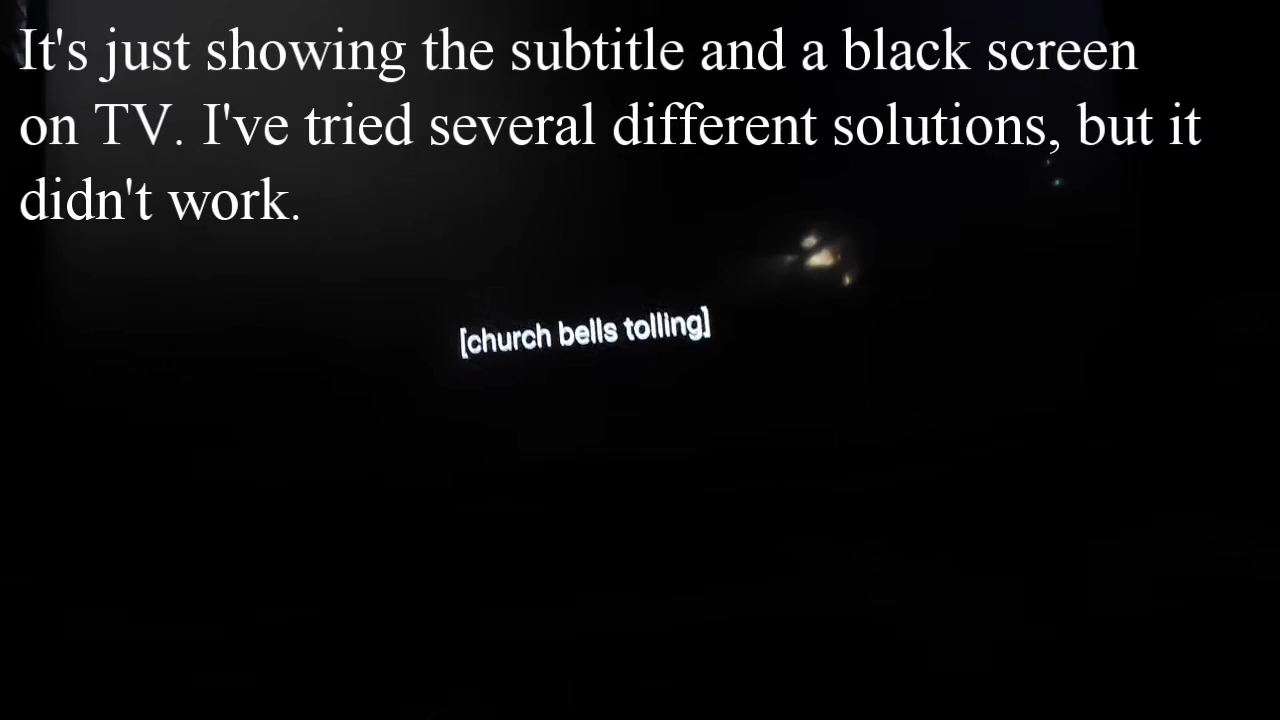 It's just showing the subtitle and a black screen
on TV. I've tried several different solutions, but it
didn't work.
[church bells tolling]